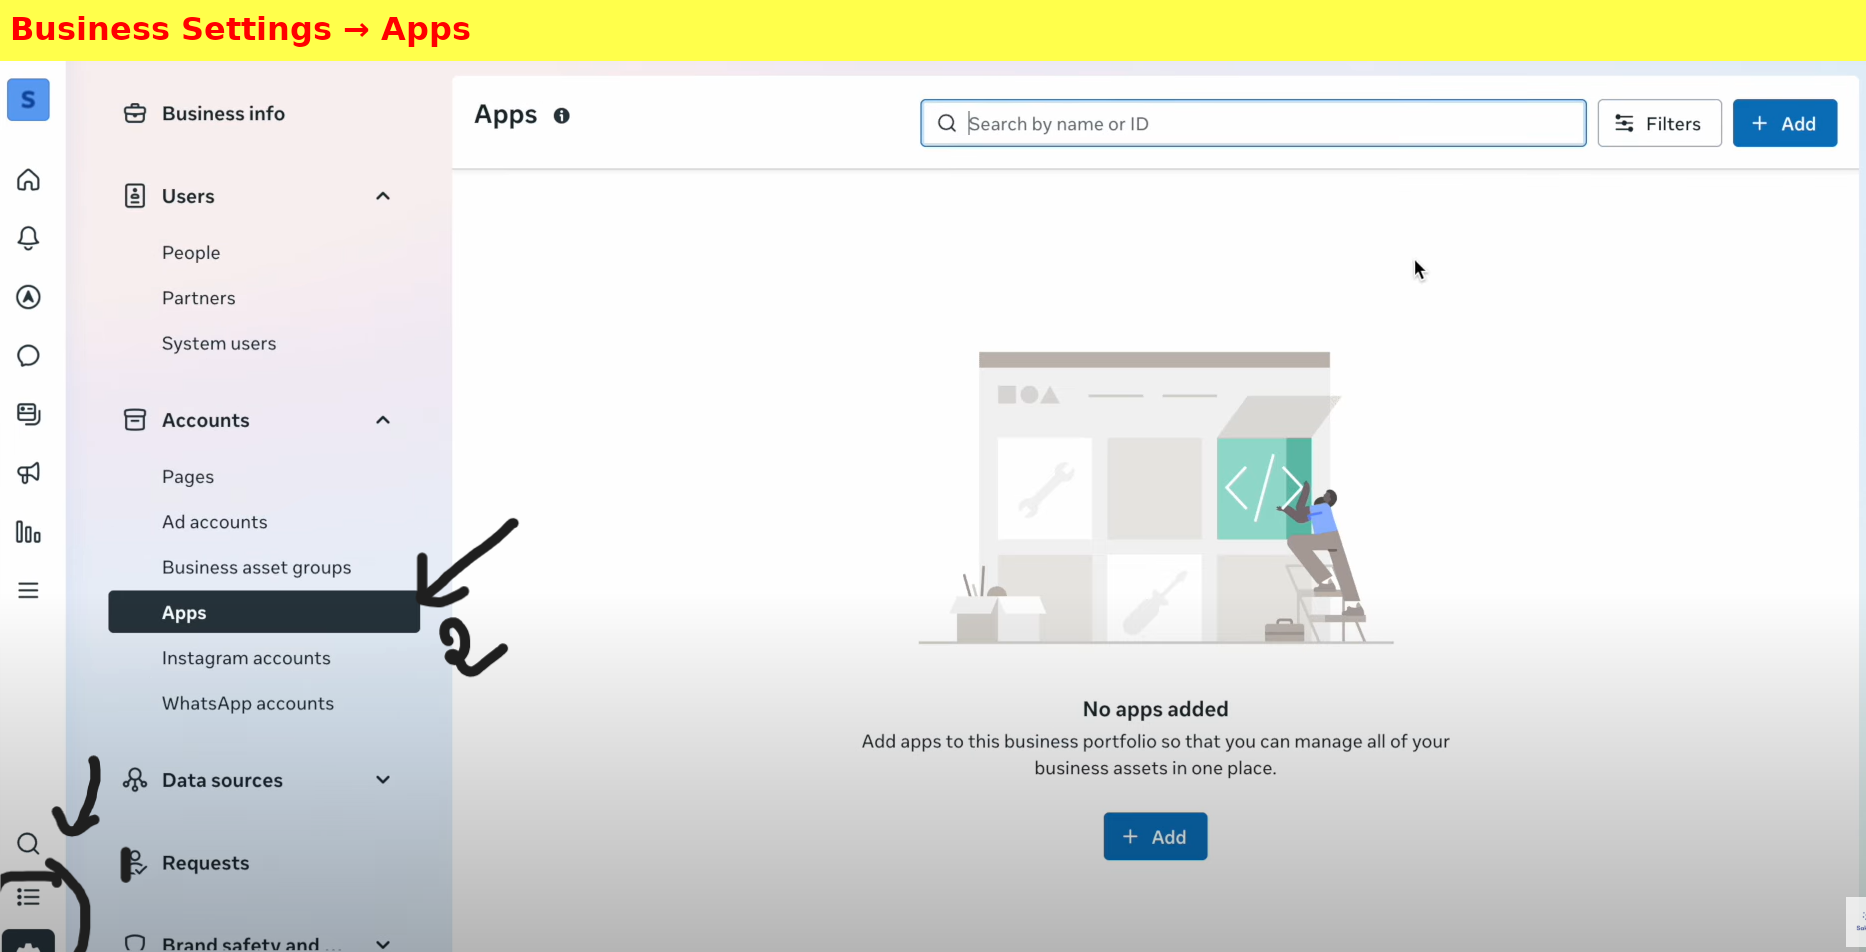 Business Settings → Apps
S
Business info
Users
People
Partners
System users
Accounts
Pages
Ad accounts
Business asset groups
Apps
Instagram accounts
WhatsApp accounts
Data sources
Requests
Brand safety and ...
1
2
Apps
Search by name or ID
Filters
+ Add
No apps added
Add apps to this business portfolio so that you can manage all of your
business assets in one place.
+ Add